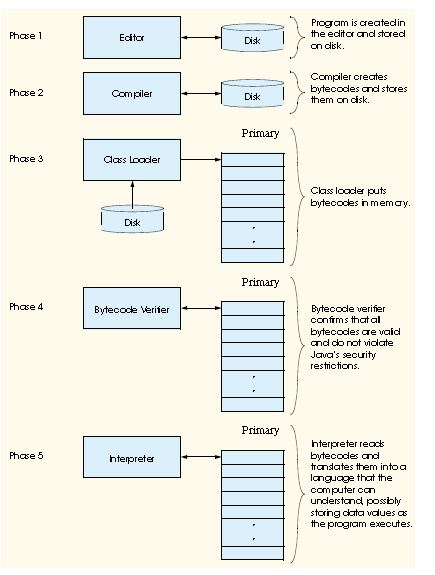 Phase 1
Editor
Disk
Program is created in
the editor and stored
on disk.
Phase 2
Compiler
Disk
Compiler creates
bytecodes and stores
them on disk.
Primary
Phase 3
Class Loader
Disk
Class loader puts
bytecodes in memory.
Primary
Phase 4
Bytecode Verifier
Bytecode verifier
confirms that all
bytecodes are valid
and do not violate
Java's security
restrictions.
Primary
Phase 5
Interpreter
Interpreter reads
bytecodes and
translates them into a
language that the
computer can
understand, possibly
storing data values as
the program executes.